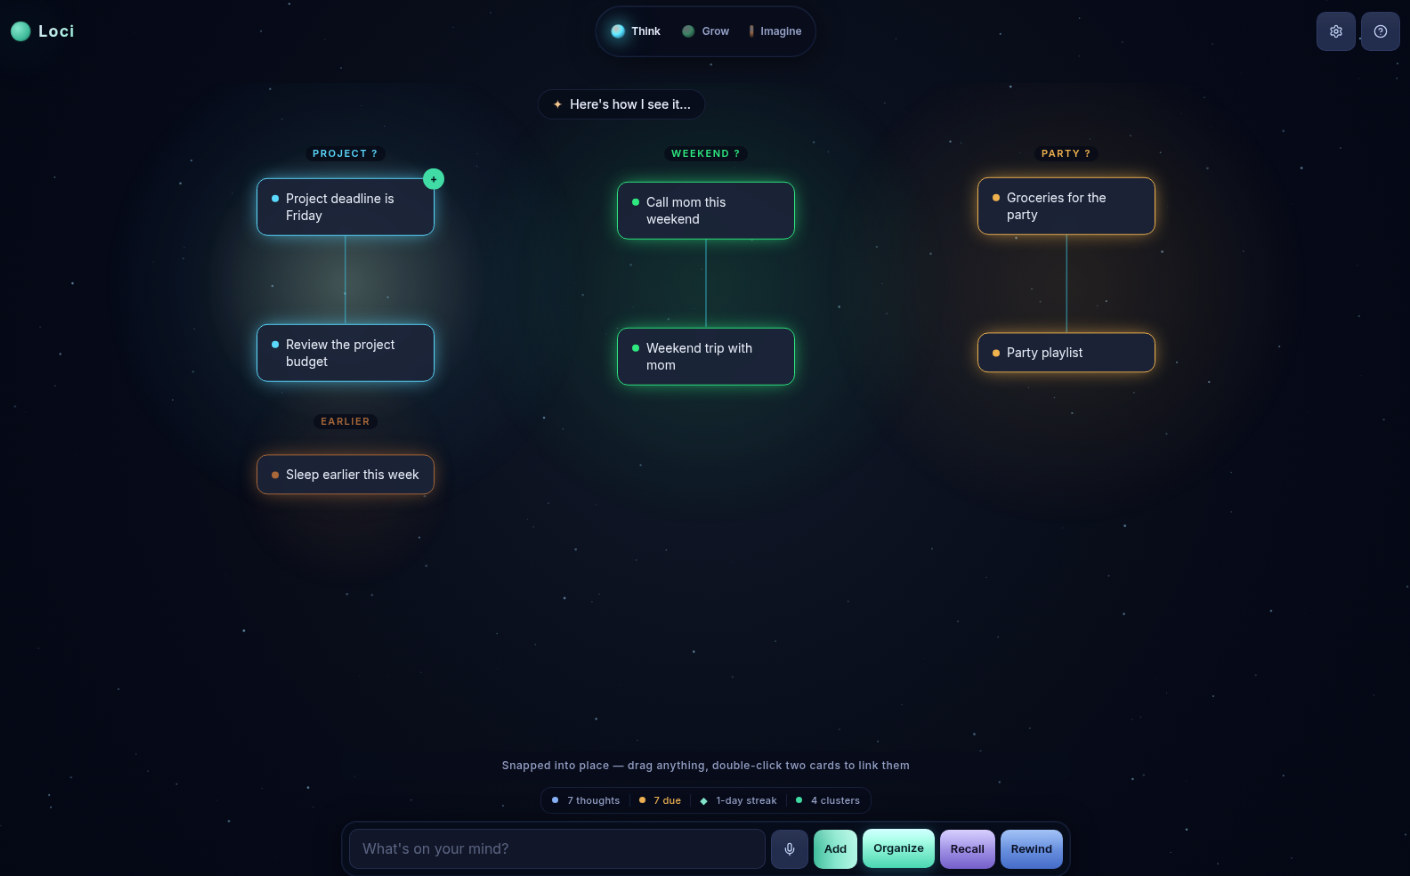 Loci
Think
Grow
Imagine
Here's how I see it...
PROJECT ?
Project deadline is
Friday
Review the project
budget
EARLIER
Sleep earlier this week
WEEKEND ?
Call mom this
weekend
Weekend trip with
mom
PARTY ?
Groceries for the
party
Party playlist
Snapped into place — drag anything, double-click two cards to link them
7 thoughts
7 due
1-day streak
4 clusters
What's on your mind?
Add
Organize
Recall
Rewind